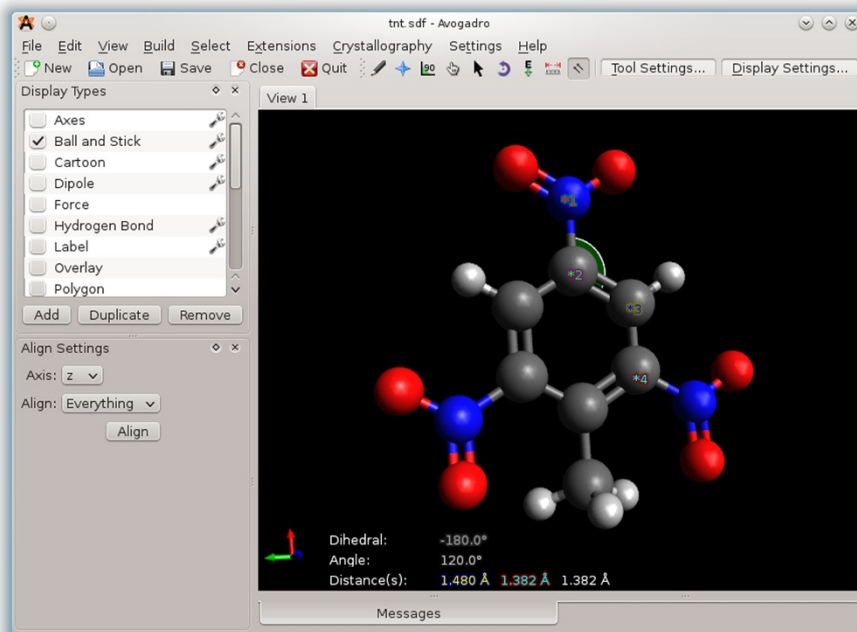 tnt.sdf - Avogadro
File Edit View Build Select Extensions Crystallography Settings Help
New Open Save Close Quit 90 E Tool Settings... Display Settings...
Display Types
View 1
Axes
Ball and Stick
Cartoon
Dipole
Force
Hydrogen Bond
Label
Overlay
Polygon
Add Duplicate Remove
Align Settings
Axis: z
Align: Everything
Align
*1
*2
*3
*4
Dihedral: -180.0°
Angle: 120.0°
Distance(s): 1.480 Å 1.382 Å 1.382 Å
Messages